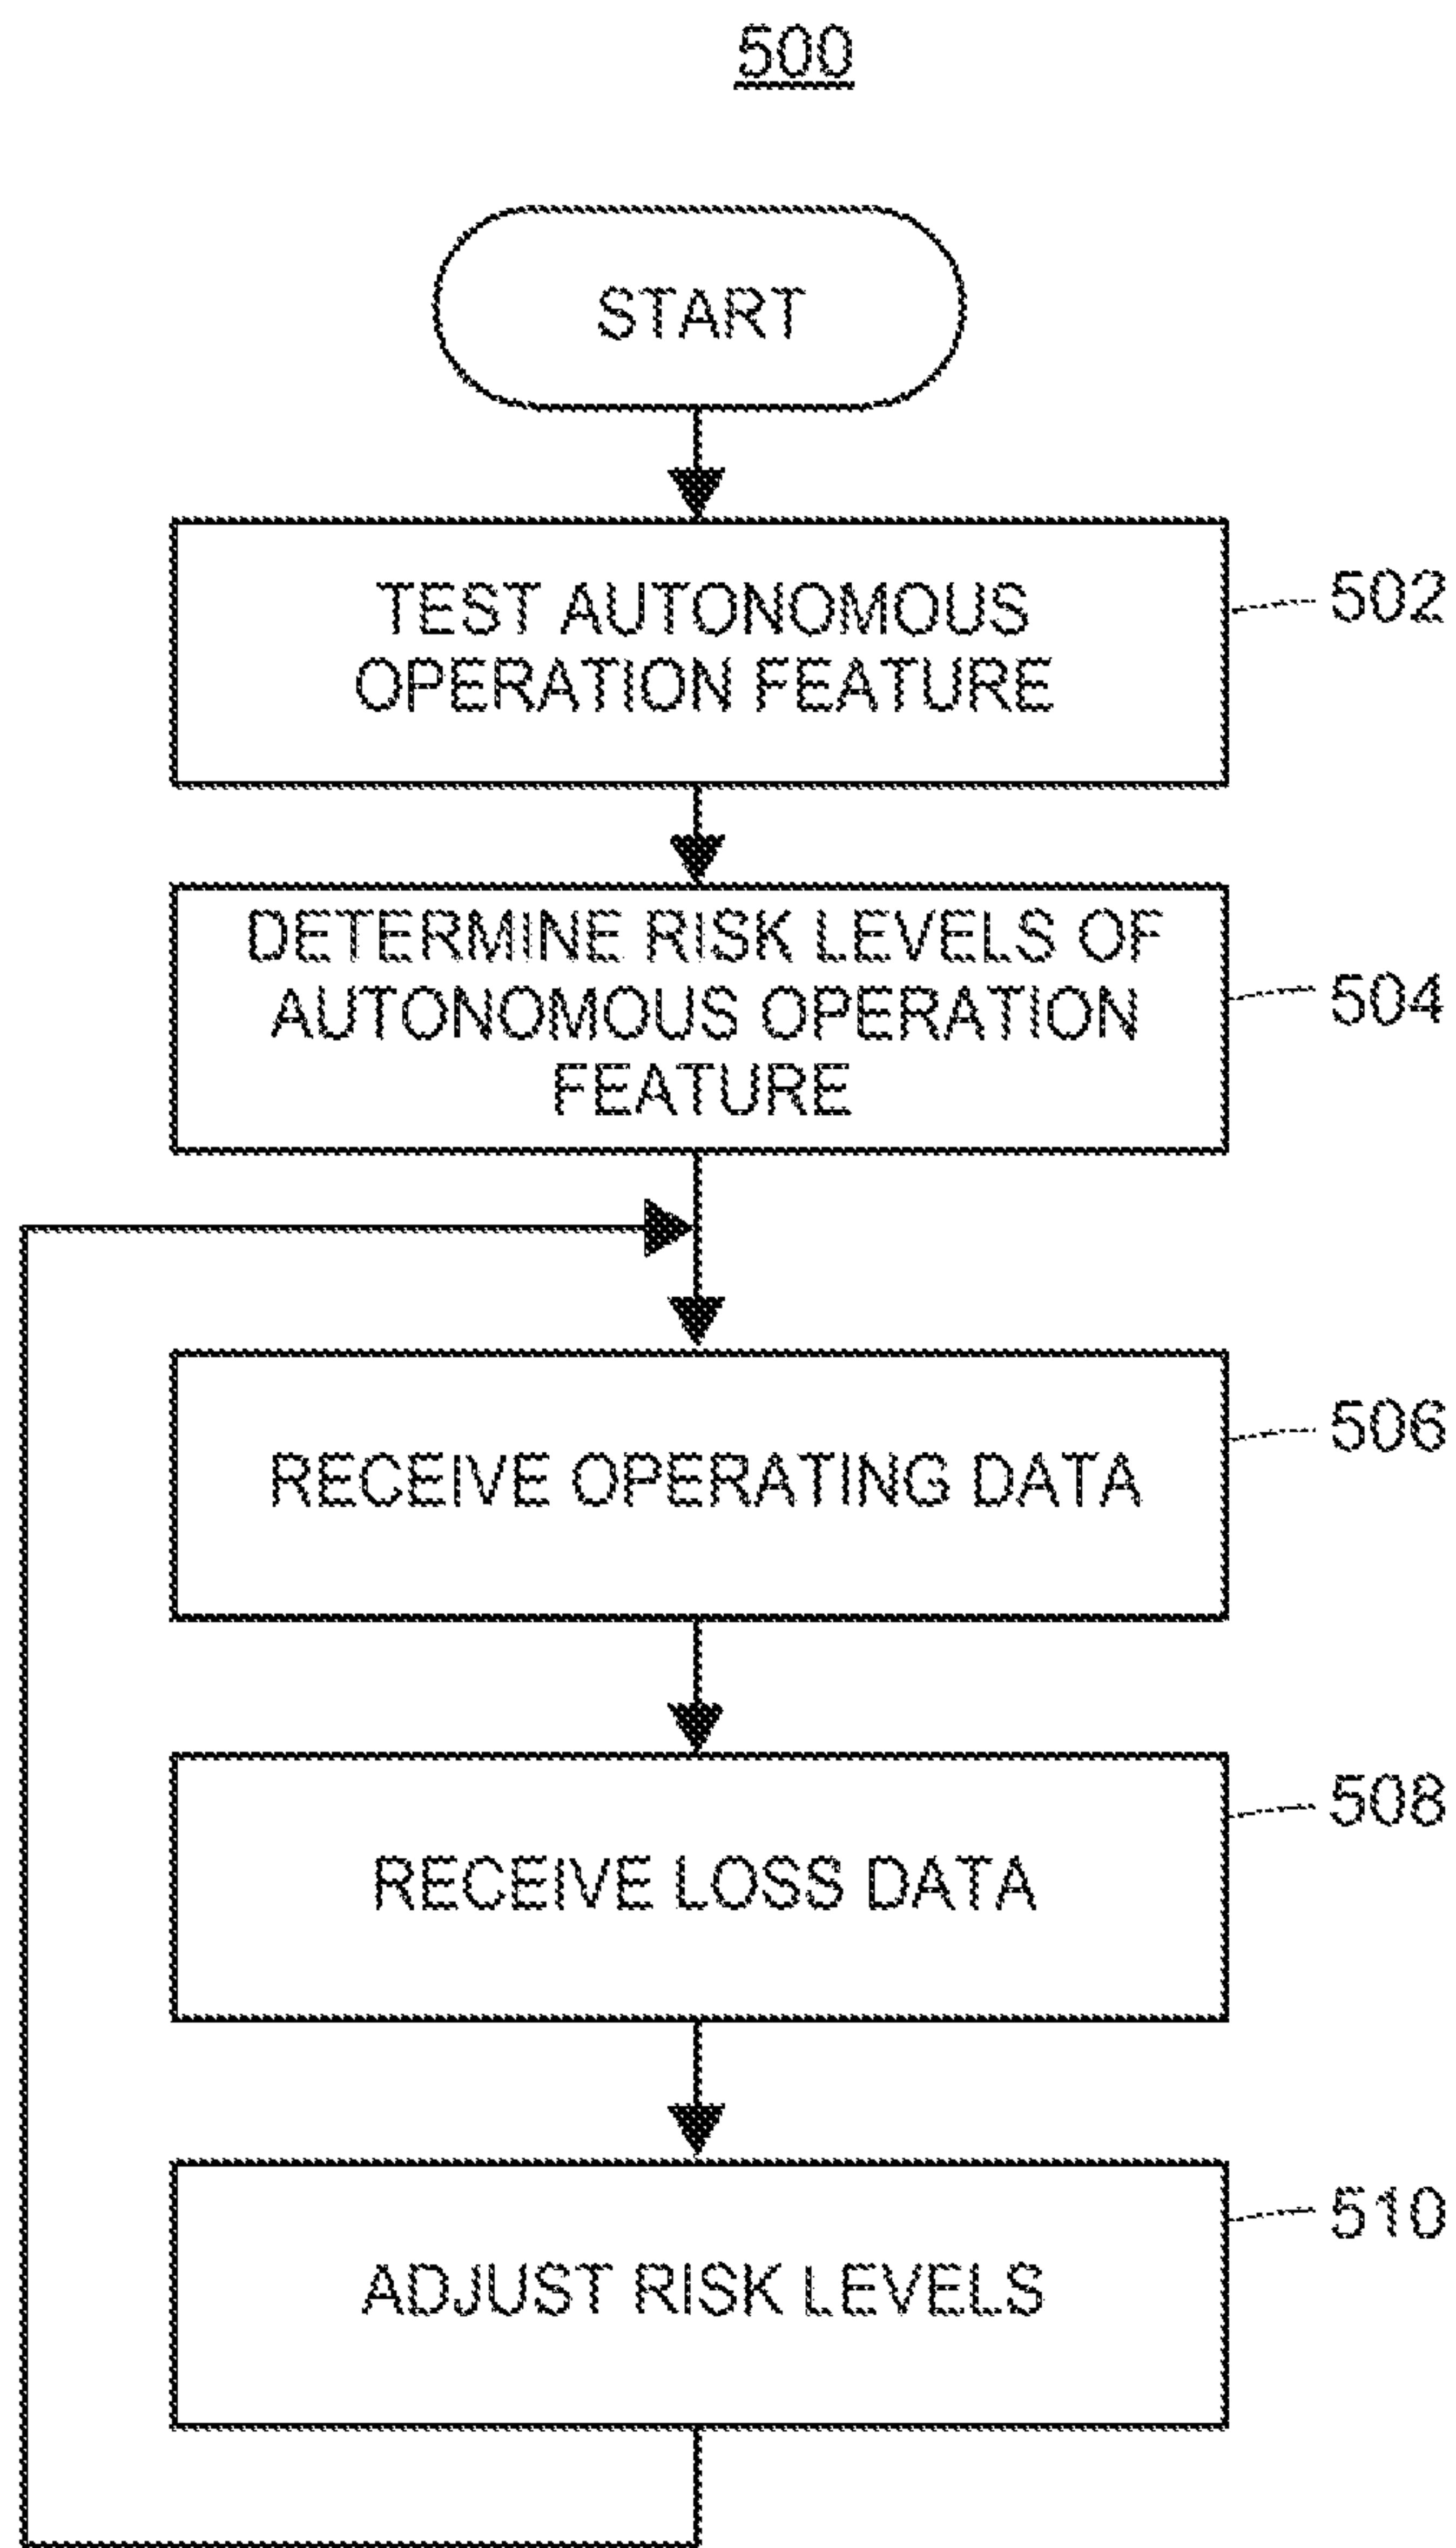 500
START
TEST AUTONOMOUS
OPERATION FEATURE
502
DETERMINE RISK LEVELS OF
AUTONOMOUS OPERATION
FEATURE
504
RECEIVE OPERATING DATA
506
RECEIVE LOSS DATA
508
ADJUST RISK LEVELS
510